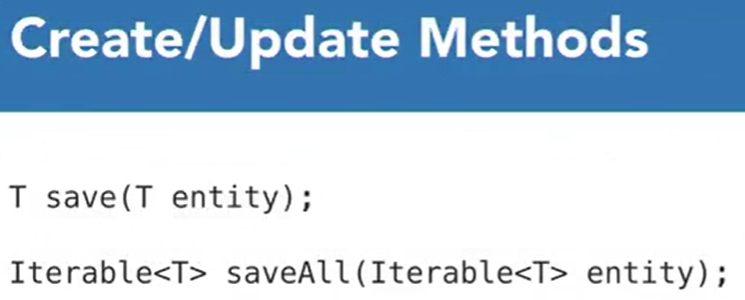 Create/Update Methods
T save(T entity);
Iterable<T> saveAll(Iterable<T> entity);